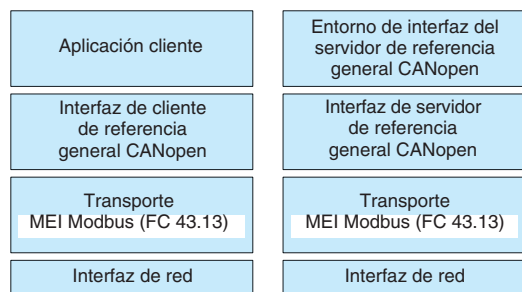 Aplicación cliente
Interfaz de cliente
de referencia
general CANopen
Transporte
MEI Modbus (FC 43.13)
Interfaz de red
Entorno de interfaz del
servidor de referencia
general CANopen
Interfaz de servidor
de referencia
general CANopen
Transporte
MEI Modbus (FC 43.13)
Interfaz de red